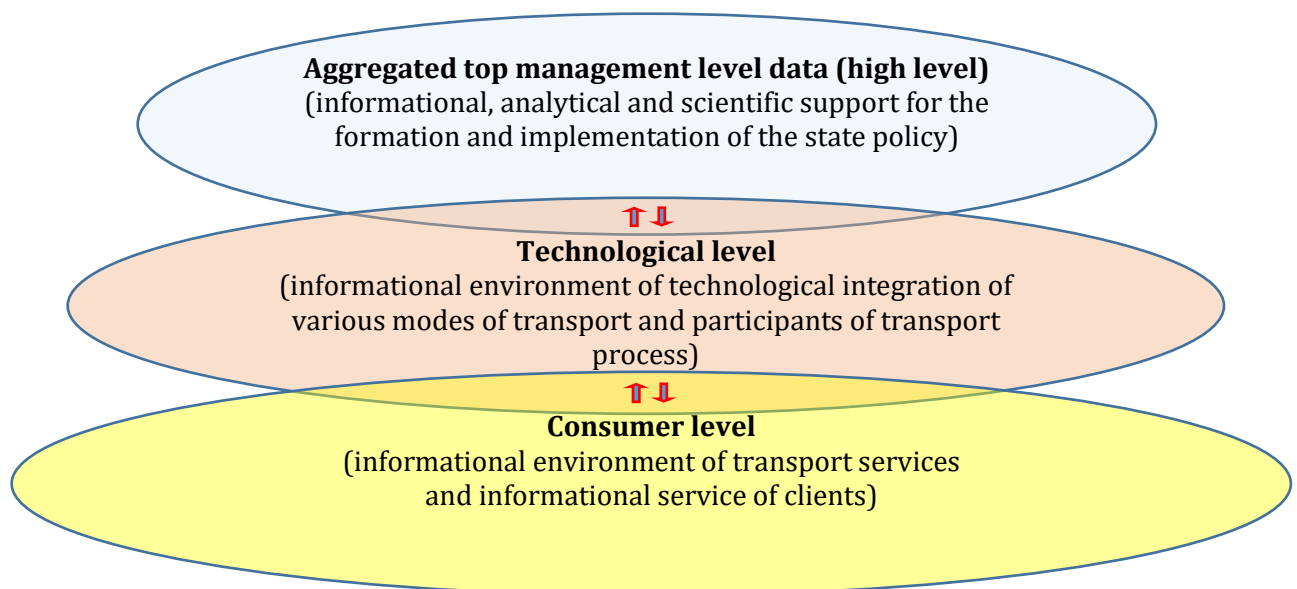 Aggregated top management level data (high level)
(informational, analytical and scientific support for the
formation and implementation of the state policy)
Technological level
(informational environment of technological integration of
various modes of transport and participants of transport
process)
Consumer level
(informational environment of transport services
and informational service of clients)